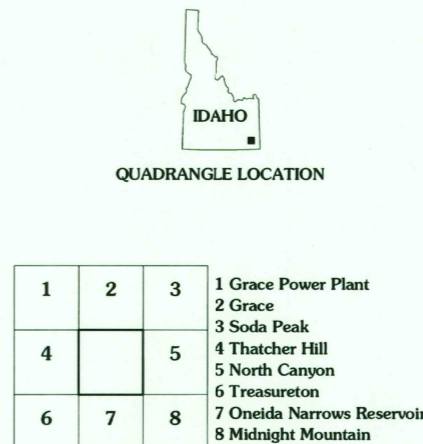 IDAHO
QUADRANGLE LOCATION
1 2 3
4 5
6 7 8
1 Grace Power Plant
2 Grace
3 Soda Peak
4 Thatcher Hill
5 North Canyon
6 Treasureton
7 Oneida Narrows Reservoir
8 Midnight Mountain